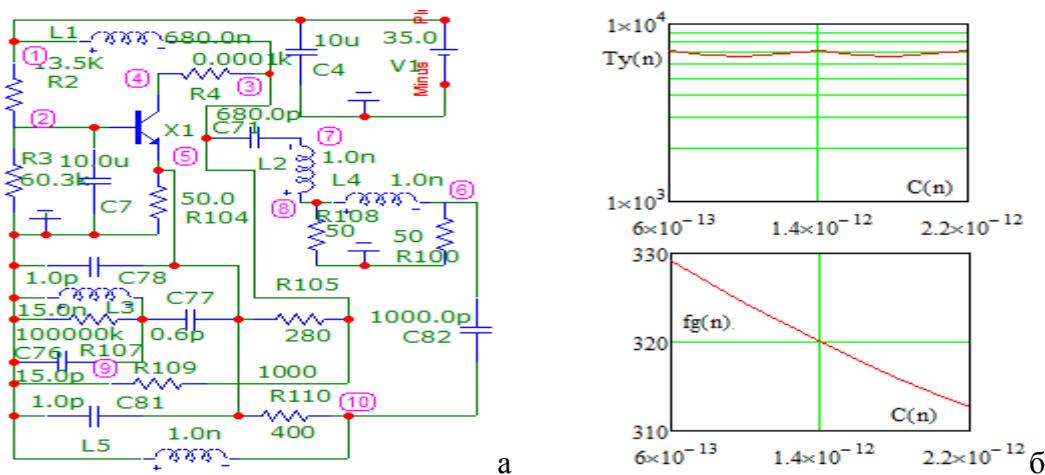 L1
680.0n
1
13.5K
R2
4
0.0001k
R4
3
10u
C4
35.0
V1
Pl
Minus
2
X1
5
R3
60.3k
10.0u
C7
50.0
R104
680.0p
C71
7
L2
1.0n
L4
1.0n
6
8
R108
50
50
R100
1.0p
C78
15.0n
L3
100000k
R107
C77
0.6p
R105
280
1000.0p
C82
C76
15.0p
9
R109
1000
1.0p
C81
R110
400
10
L5
1.0n
а
1×10⁴
Ty(n)
C(n)
1×10³
6×10⁻¹³
1.4×10⁻¹²
2.2×10⁻¹²
330
fg(n)
320
C(n)
310
6×10⁻¹³
1.4×10⁻¹²
2.2×10⁻¹²
б